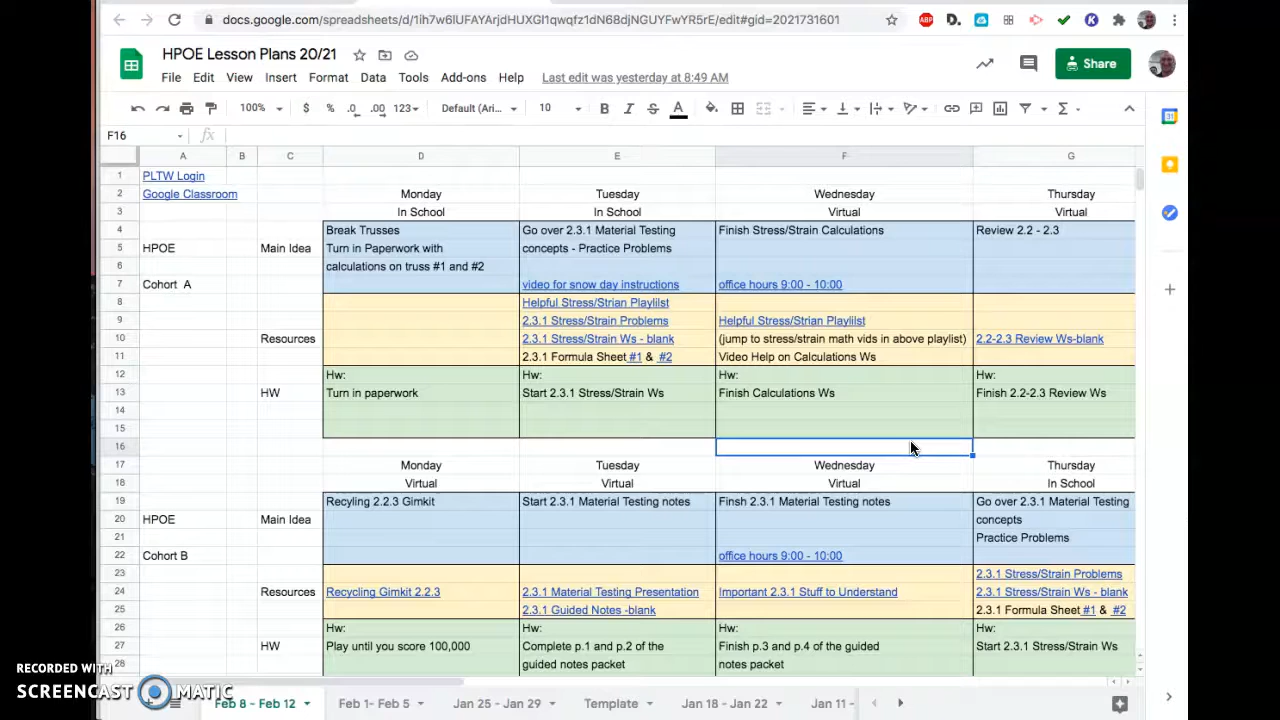 docs.google.com/spreadsheets/d/1ih7w6lUFAYArjdHUXGl1qwqfz1dN68djNGUYFwYR5rE/edit#gid=2021731601
ABP D. K
HPOE Lesson Plans 20/21
File Edit View Insert Format Data Tools Add-ons Help Last edit was yesterday at 8:49 AM
Share
100% $ % .0 .00 123 Default (Ari... 10 B I S A
F16 fx
A B C D E F G
1 PLTW Login
2 Google Classroom Monday Tuesday Wednesday Thursday
3 In School In School Virtual Virtual
4 Break Trusses Go over 2.3.1 Material Testing Finish Stress/Strain Calculations Review 2.2 - 2.3
5 HPOE Main Idea Turn in Paperwork with concepts - Practice Problems
6 calculations on truss #1 and #2
7 Cohort A video for snow day instructions office hours 9:00 - 10:00
8 Helpful Stress/Strian Playlilst
9 2.3.1 Stress/Strain Problems Helpful Stress/Strian Playlilst
10 Resources 2.3.1 Stress/Strain Ws - blank (jump to stress/strain math vids in above playlist) 2.2-2.3 Review Ws-blank
11 2.3.1 Formula Sheet #1 & #2 Video Help on Calculations Ws
12 Hw: Hw: Hw: Hw:
13 HW Turn in paperwork Start 2.3.1 Stress/Strain Ws Finish Calculations Ws Finish 2.2-2.3 Review Ws
14
15
16
17 Monday Tuesday Wednesday Thursday
18 Virtual Virtual Virtual In School
19 Recyling 2.2.3 Gimkit Start 2.3.1 Material Testing notes Finsh 2.3.1 Material Testing notes Go over 2.3.1 Material Testing
20 HPOE Main Idea concepts
21 Practice Problems
22 Cohort B office hours 9:00 - 10:00
23 2.3.1 Stress/Strain Problems
24 Resources Recycling Gimkit 2.2.3 2.3.1 Material Testing Presentation Important 2.3.1 Stuff to Understand 2.3.1 Stress/Strain Ws - blank
25 2.3.1 Guided Notes -blank 2.3.1 Formula Sheet #1 & #2
26 Hw: Hw: Hw: Hw:
27 HW Play until you score 100,000 Complete p.1 and p.2 of the Finish p.3 and p.4 of the guided Start 2.3.1 Stress/Strain Ws
28 guided notes packet notes packet
RECORDED WITH
SCREENCAST MATIC
Feb 8 - Feb 12 Feb 1- Feb 5 Jan 25 - Jan 29 Template Jan 18 - Jan 22 Jan 11 -
31